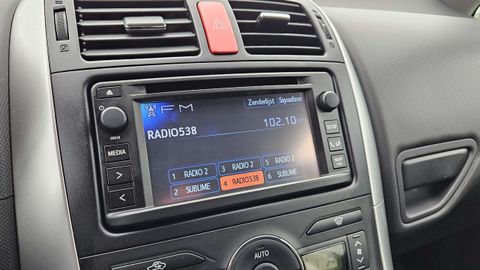 FM
Zenderlijst Signaalbron
RADIO538
102.10
MEDIA
SETUP
1 RADIO 2
3 RADIO 2
5 RADIO 2
2 SUBLIME
4 RADIO538
6 SUBLIME
AUTO